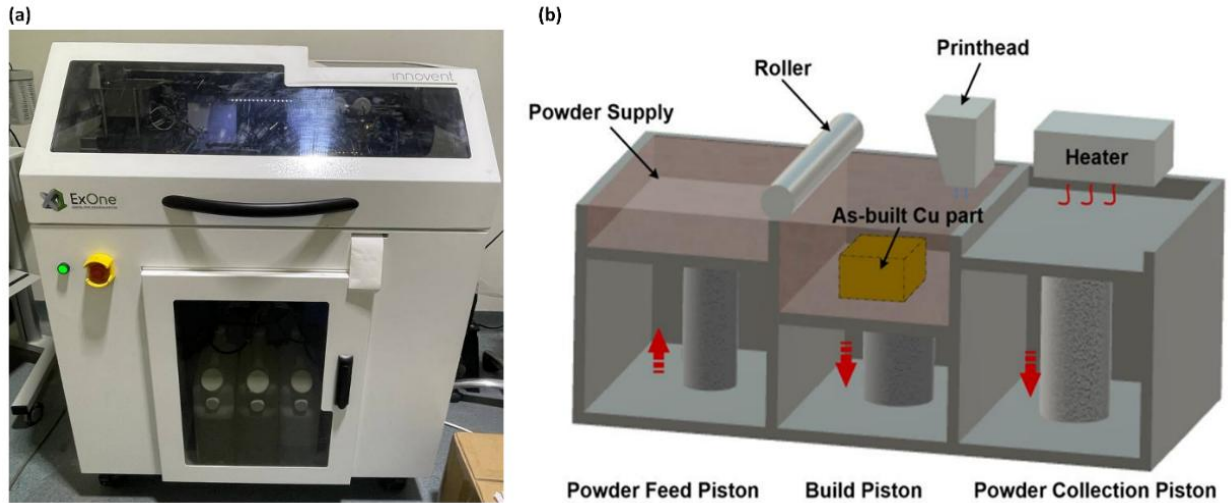 (a)
(b)
innovent
ExOne
Printhead
Roller
Powder Supply
Heater
As-built Cu part
Powder Feed Piston
Build Piston
Powder Collection Piston